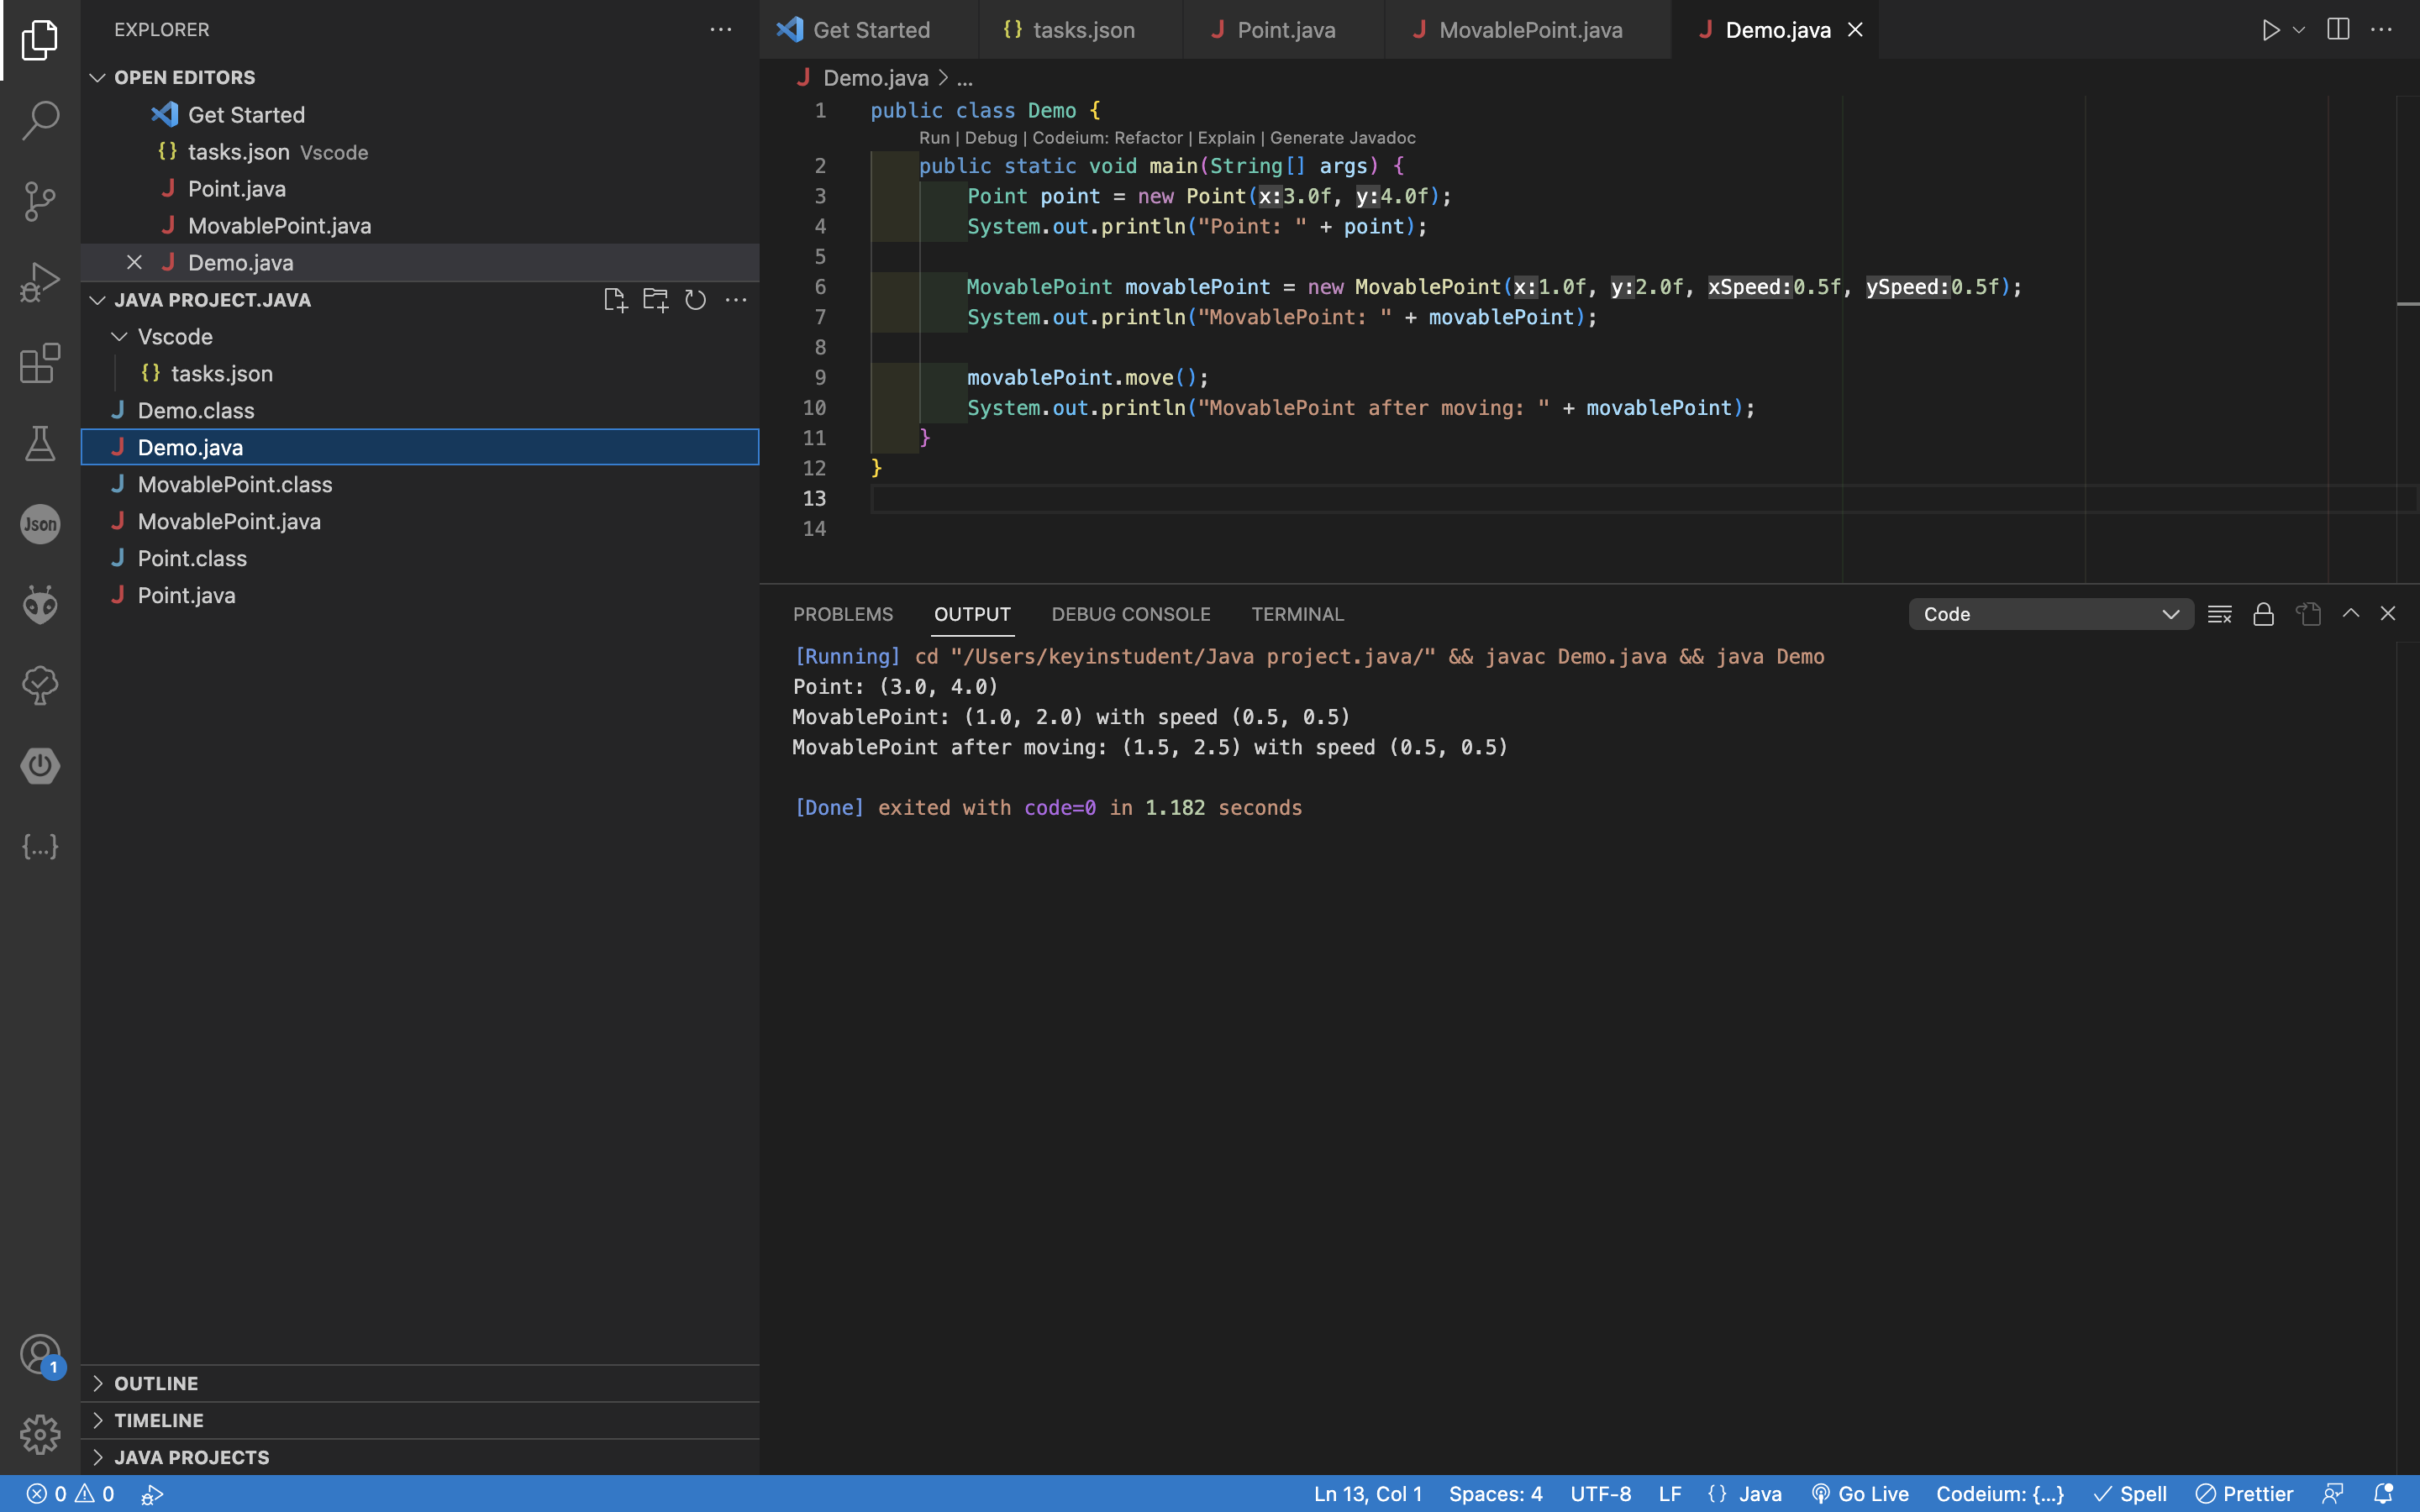 EXPLORER
OPEN EDITORS
Get Started
{} tasks.json Vscode
J Point.java
J MovablePoint.java
J Demo.java
JAVA PROJECT.JAVA
Vscode
{} tasks.json
J Demo.class
J Demo.java
J MovablePoint.class
J MovablePoint.java
J Point.class
J Point.java
Json
{...}
1
OUTLINE
TIMELINE
JAVA PROJECTS
Get Started {} tasks.json J Point.java J MovablePoint.java J Demo.java
J Demo.java > ...
1 public class Demo {
Run | Debug | Codeium: Refactor | Explain | Generate Javadoc
2 public static void main(String[] args) {
3 Point point = new Point(x:3.0f, y:4.0f);
4 System.out.println("Point: " + point);
5
6 MovablePoint movablePoint = new MovablePoint(x:1.0f, y:2.0f, xSpeed:0.5f, ySpeed:0.5f);
7 System.out.println("MovablePoint: " + movablePoint);
8
9 movablePoint.move();
10 System.out.println("MovablePoint after moving: " + movablePoint);
11 }
12 }
13
14
PROBLEMS OUTPUT DEBUG CONSOLE TERMINAL Code
[Running] cd "/Users/keyinstudent/Java project.java/" && javac Demo.java && java Demo
Point: (3.0, 4.0)
MovablePoint: (1.0, 2.0) with speed (0.5, 0.5)
MovablePoint after moving: (1.5, 2.5) with speed (0.5, 0.5)
[Done] exited with code=0 in 1.182 seconds
0 0 Ln 13, Col 1 Spaces: 4 UTF-8 LF {} Java Go Live Codeium: {...} Spell Prettier